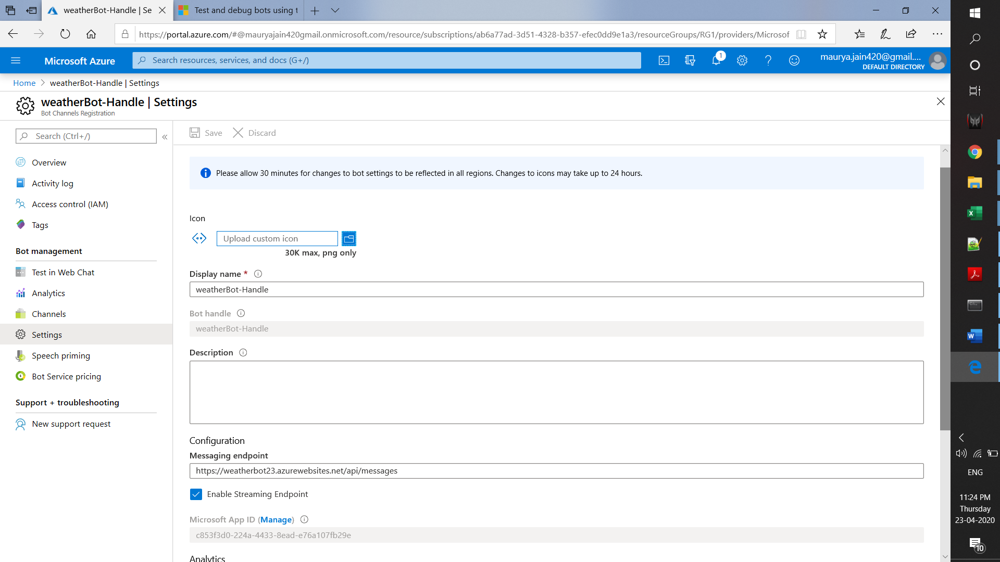 weatherBot-Handle | Se
Test and debug bots using t
https://portal.azure.com/#@mauryajain420gmail.onmicrosoft.com/resource/subscriptions/ab6a77ad-3d51-4328-b357-efec0dd9e1a3/resourceGroups/RG1/providers/Microsof
Microsoft Azure
Search resources, services, and docs (G+/)
1
maurya.jain420@gmail....
DEFAULT DIRECTORY
Home > weatherBot-Handle | Settings
weatherBot-Handle | Settings
Bot Channels Registration
Search (Ctrl+/)
«
Overview
Activity log
Access control (IAM)
Tags
Bot management
Test in Web Chat
Analytics
Channels
Settings
Speech priming
Bot Service pricing
Support + troubleshooting
New support request
Save
Discard
Please allow 30 minutes for changes to bot settings to be reflected in all regions. Changes to icons may take up to 24 hours.
Icon
Upload custom icon
30K max, png only
Display name *
weatherBot-Handle
Bot handle
weatherBot-Handle
Description
Configuration
Messaging endpoint
https://weatherbot23.azurewebsites.net/api/messages
Enable Streaming Endpoint
Microsoft App ID (Manage)
c853f3d0-224a-4433-8ead-e76a107fb29e
Analytics
ENG
11:24 PM
Thursday
23-04-2020
10